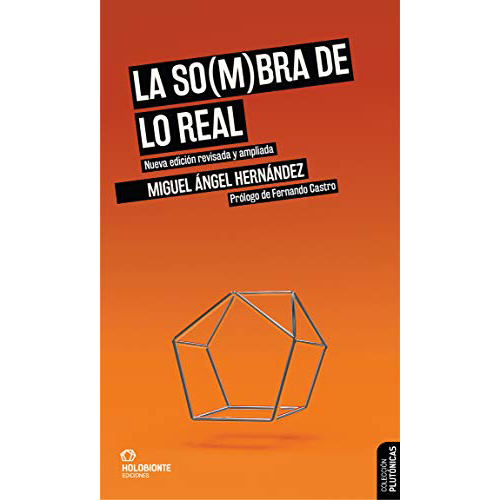 LA SO(M)BRA DE
LO REAL
Nueva edición revisada y ampliada
MIGUEL ÁNGEL HERNÁNDEZ
Prólogo de Fernando Castro
HOLOBIONTE
EDICIONES
COLECCIÓN
PLUTÓNICAS